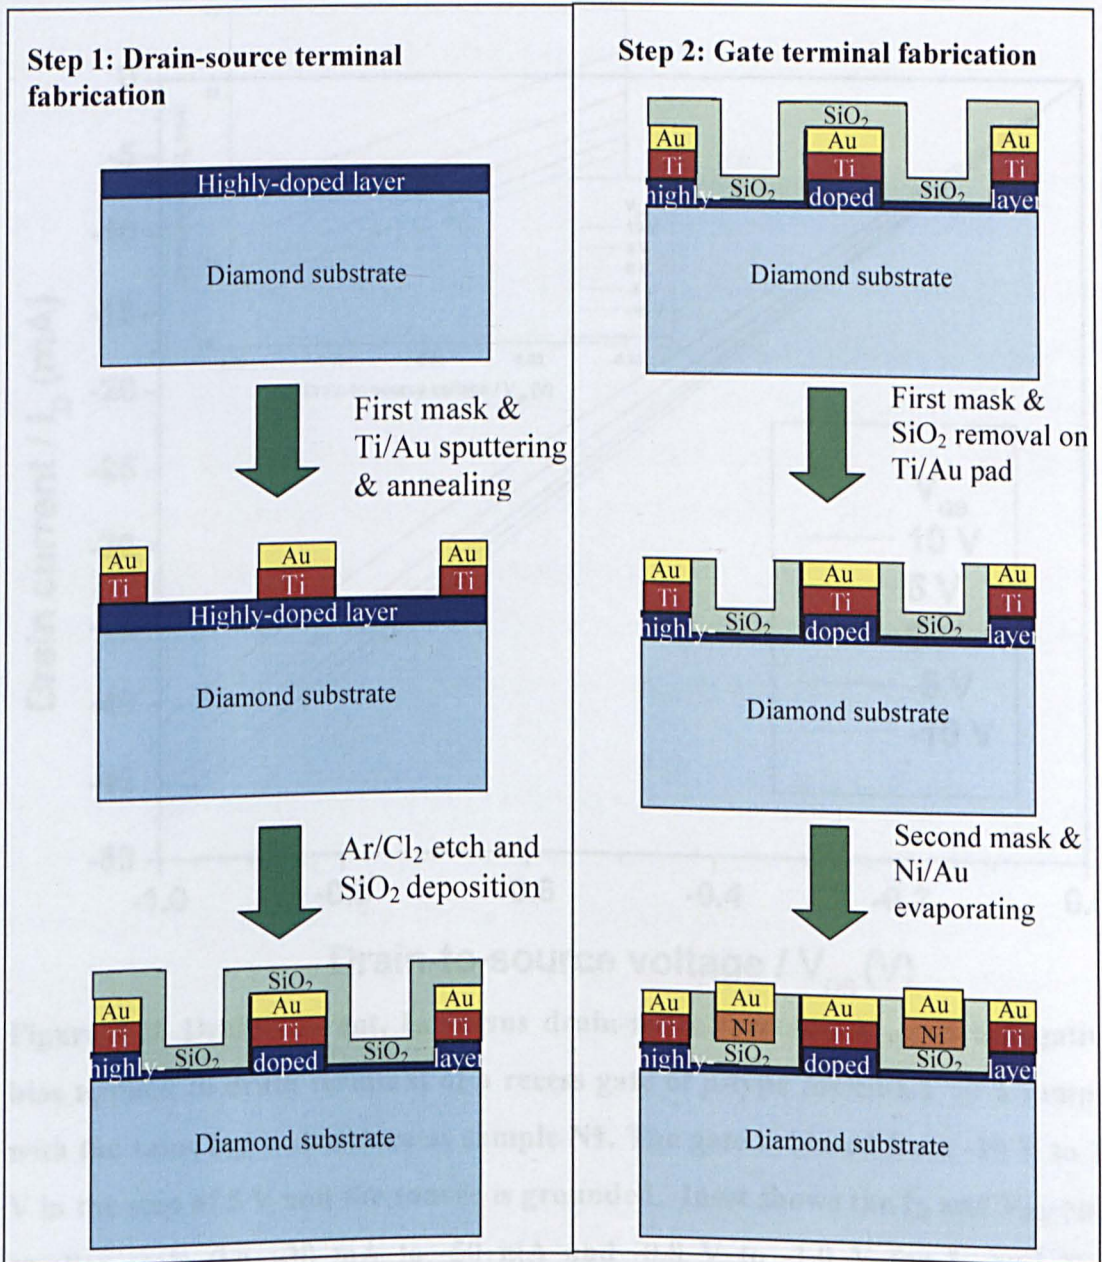 Step 1: Drain-source terminal
fabrication
Highly-doped layer
Diamond substrate
First mask &
Ti/Au sputtering
& annealing
Au
Au
Au
Ti
Ti
Ti
Highly-doped layer
Diamond substrate
Ar/Cl₂ etch and
SiO₂ deposition
SiO₂
Au
Au
Au
Ti
Ti
Ti
SiO₂
SiO₂
highly-
doped
layer
Diamond substrate
Step 2: Gate terminal fabrication
SiO₂
Au
Au
Au
Ti
Ti
Ti
SiO₂
SiO₂
highly-
doped
layer
Diamond substrate
First mask &
SiO₂ removal on
Ti/Au pad
Au
Au
Au
Ti
Ti
Ti
SiO₂
SiO₂
highly-
doped
layer
Diamond substrate
Second mask &
Ni/Au
evaporating
Au
Au
Au
Au
Au
Ti
Ni
Ti
Ni
Ti
SiO₂
SiO₂
highly-
doped
layer
Diamond substrate